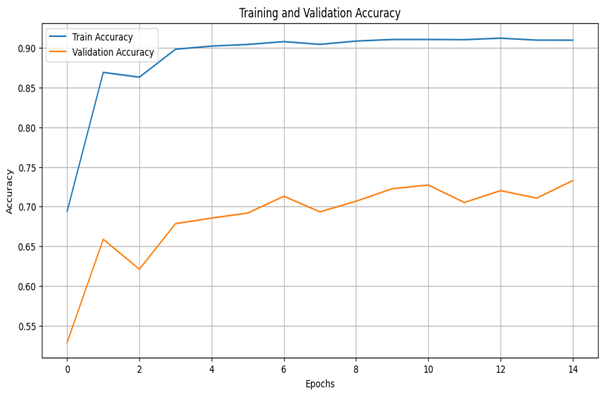 Training and Validation Accuracy
Train Accuracy
Validation Accuracy
0.90
0.85
0.80
0.75
0.70
0.65
0.60
0.55
Accuracy
0 2 4 6 8 10 12 14
Epochs